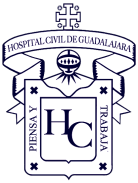 HOSPITAL CIVIL DE GUADALAJARA
PIENSA Y
HC
TRABAJA